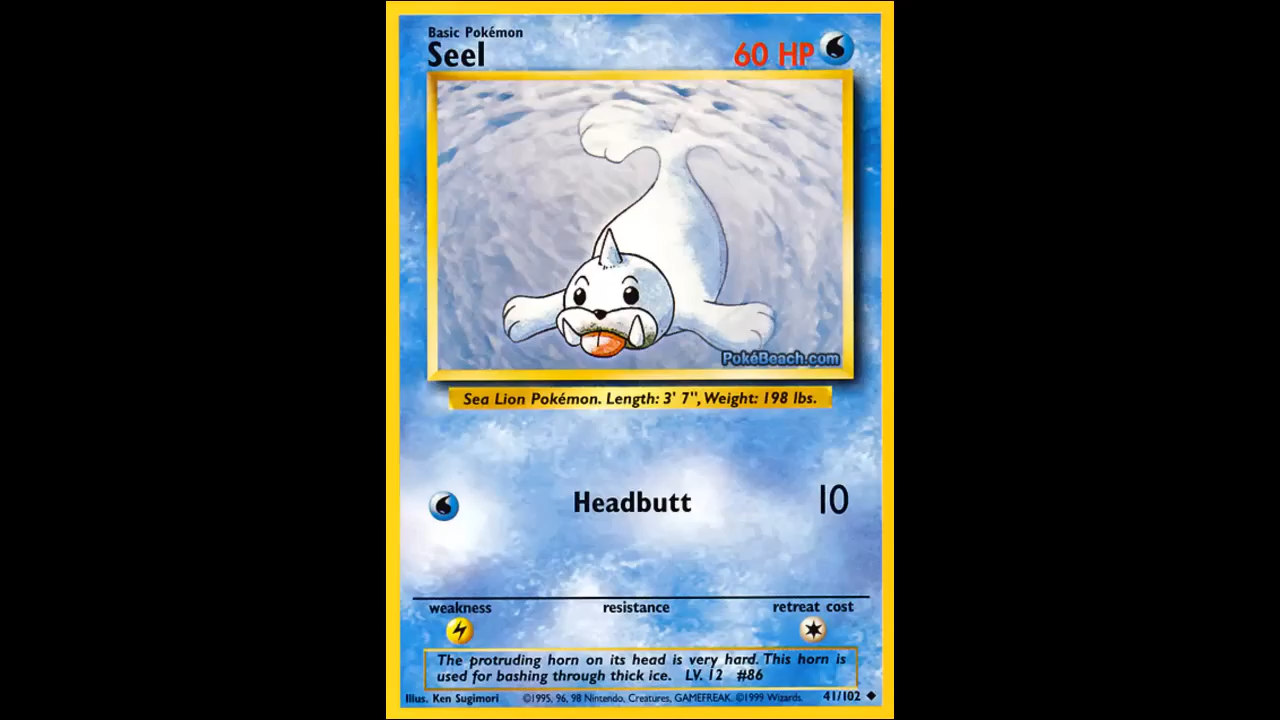 Basic Pokémon
Seel
60 HP
PokéBeach.com
Sea Lion Pokémon. Length: 3' 7", Weight: 198 lbs.
Headbutt 10
weakness resistance retreat cost
The protruding horn on its head is very hard. This horn is
used for bashing through thick ice. LV. 12 #86
Illus. Ken Sugimori ©1995, 96, 98 Nintendo, Creatures, GAMEFREAK. ©1999 Wizards. 41/102